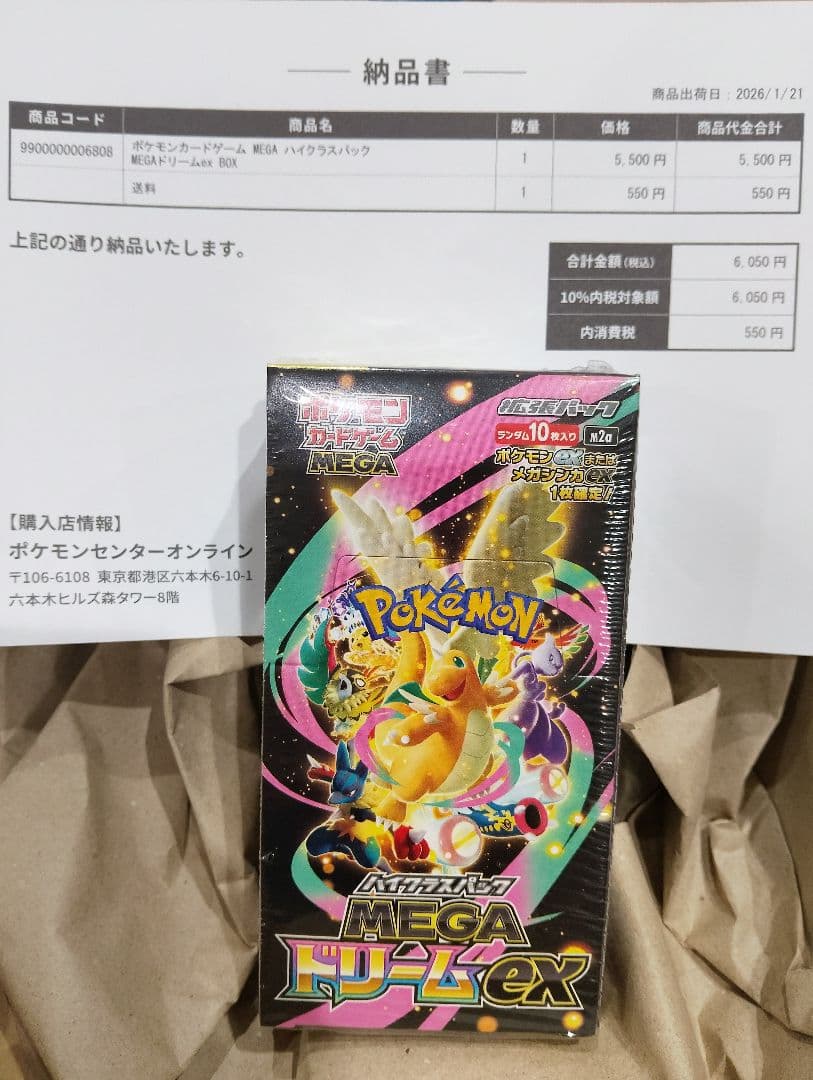 納品書
商品出荷日：2026/1/21
商品コード 商品名 数量 価格 商品代金合計
9900000006808 ポケモンカードゲーム MEGA ハイクラスパック
MEGAドリームex BOX 1 5,500 円 5,500 円
送料 1 550 円 550 円
上記の通り納品いたします。
合計金額(税込) 6,050 円
10%内税対象額 6,050 円
内消費税 550 円
【購入店情報】
ポケモンセンターオンライン
〒106-6108 東京都港区六本木6-10-1
六本木ヒルズ森タワー8階
ポケモン
カードゲーム
MEGA
拡張パック
ランダム10枚入り M2a
ポケモンexまたは
メガシンカex
1枚確定!
POKéMON
ハイクラスパック
MEGA
ドリームex